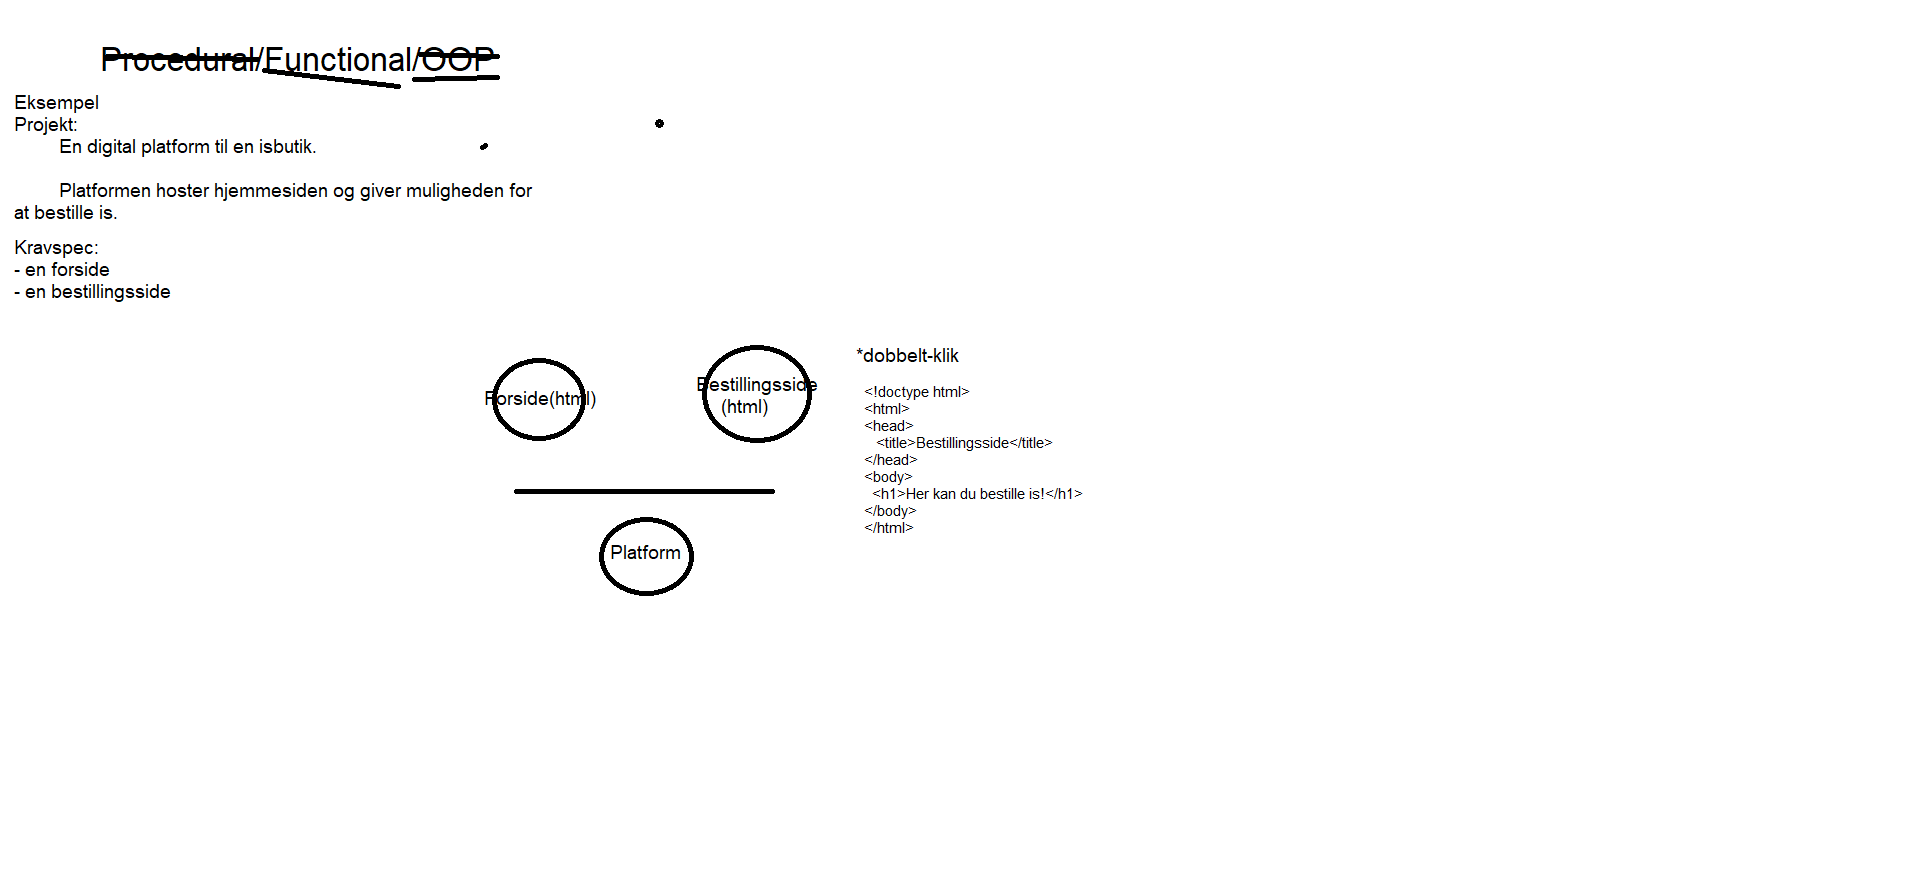 Procedural/Functional/OOP
Eksempel
Projekt:
En digital platform til en isbutik.
Platformen hoster hjemmesiden og giver muligheden for
at bestille is.
Kravspec:
- en forside
- en bestillingsside
Forside(html)
Bestillingsside
(html)
Platform
*dobbelt-klik
<!doctype html>
<html>
<head>
<title>Bestillingsside</title>
</head>
<body>
<h1>Her kan du bestille is!</h1>
</body>
</html>